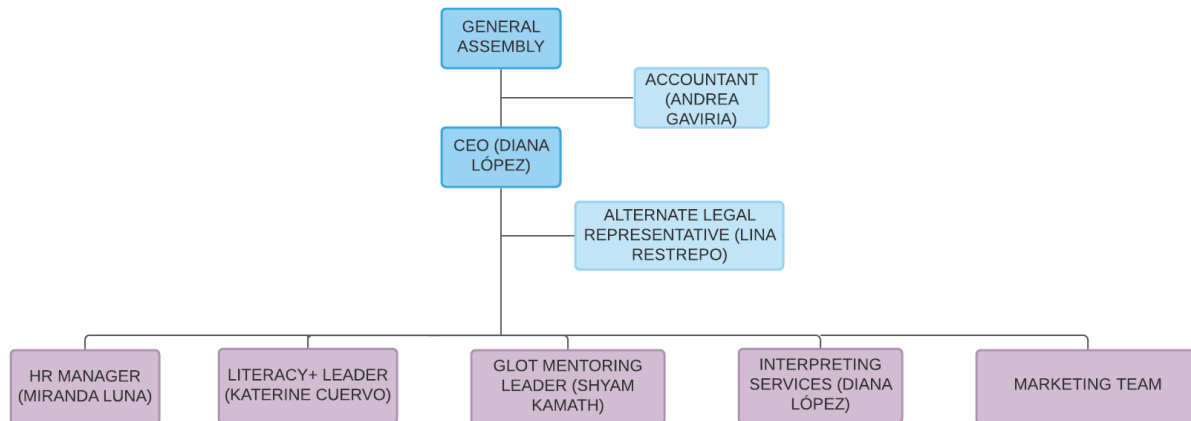 GENERAL
ASSEMBLY
ACCOUNTANT
(ANDREA
GAVIRIA)
CEO (DIANA
LÓPEZ)
ALTERNATE LEGAL
REPRESENTATIVE (LINA
RESTREPO)
HR MANAGER
(MIRANDA LUNA)
LITERACY+ LEADER
(KATERINE CUERVO)
GLOT MENTORING
LEADER (SHYAM
KAMATH)
INTERPRETING
SERVICES (DIANA
LÓPEZ)
MARKETING TEAM